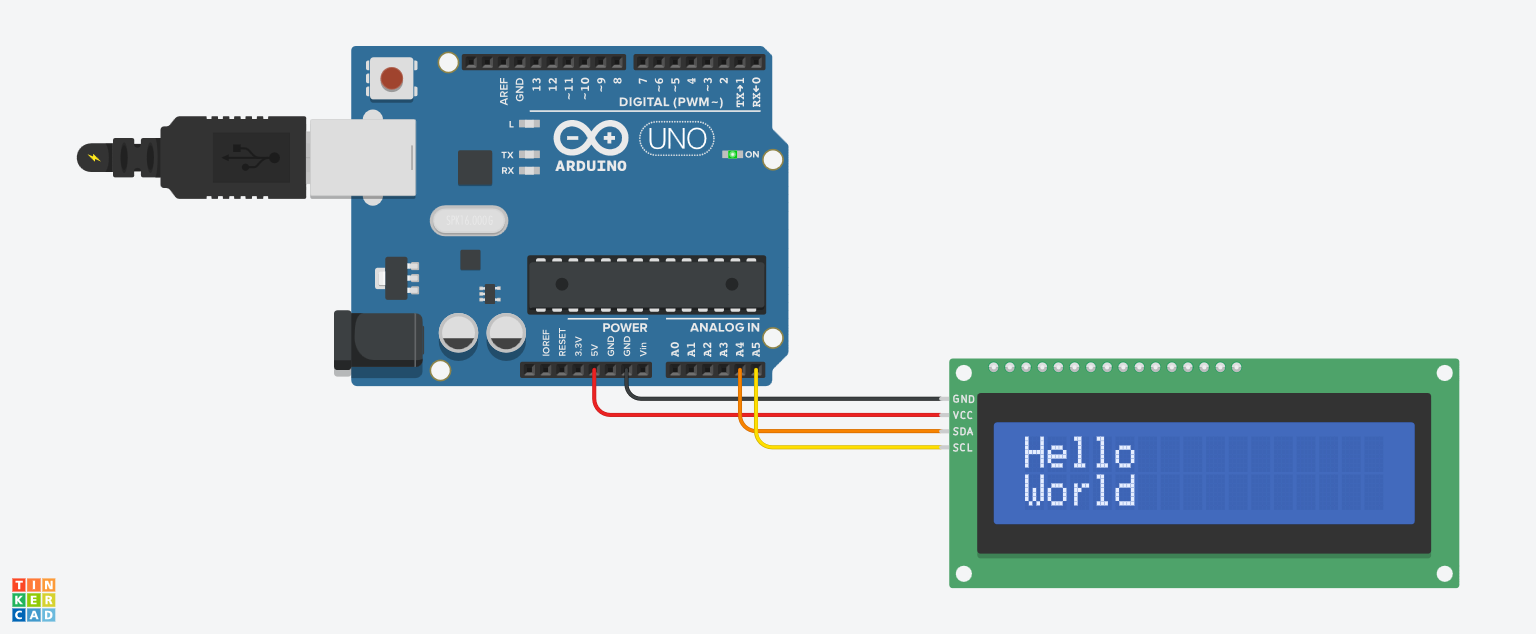 AREF
GND
13
12
~11
~10
~9
8
7
~6
~5
4
~3
2
TX→1
RX←0
DIGITAL (PWM~)
L
TX
RX
ARDUINO
UNO
ON
POWER
ANALOG IN
IOREF
RESET
3.3V
5V
GND
GND
Vin
A0
A1
A2
A3
A4
A5
GND
VCC
SDA
SCL
Hello
World
TIN
KER
CAD